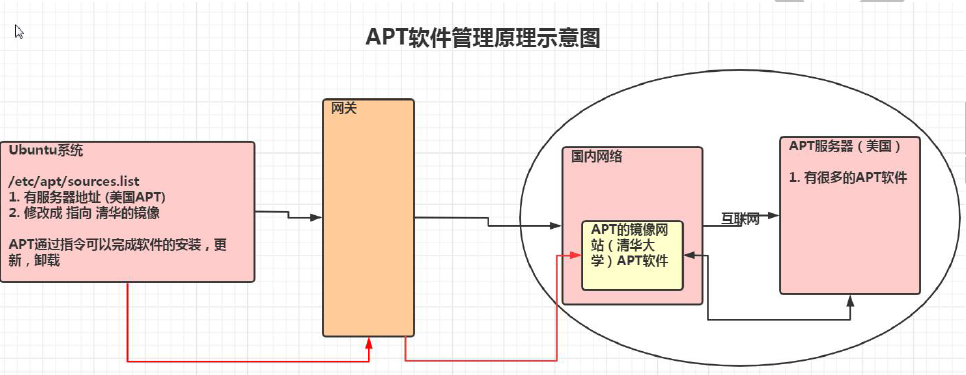 APT软件管理原理示意图
网关
Ubuntu系统
/etc/apt/sources.list
1. 有服务器地址 (美国APT)
2. 修改成 指向 清华的镜像
APT通过指令可以完成软件的安装，更
新，卸载
国内网络
APT的镜像网
站（清华大
学）APT软件
互联网
APT服务器（美国）
1. 有很多的APT软件